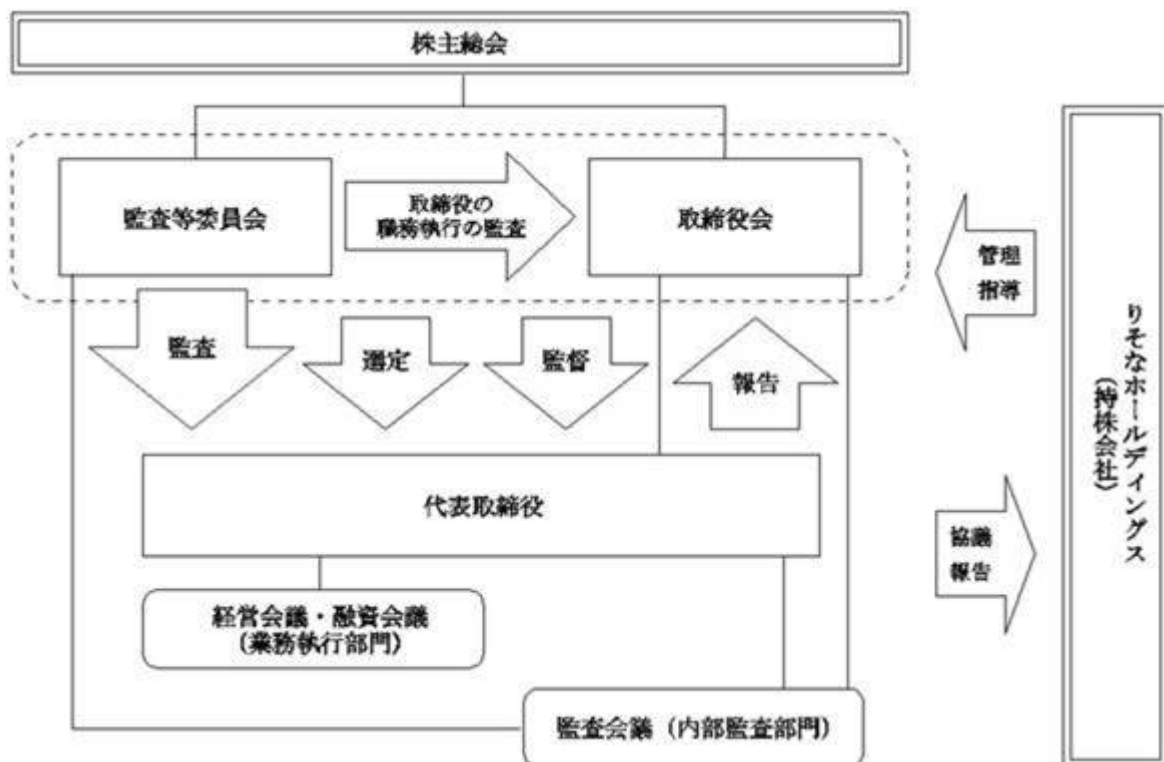 株主総会
監査等委員会
取締役の
職務執行の監査
取締役会
管理
指導
監査
選定
監督
報告
りそなホールディングス
（持株会社）
代表取締役
協議
報告
経営会議・融資会議
（業務執行部門）
監査会議（内部監査部門）